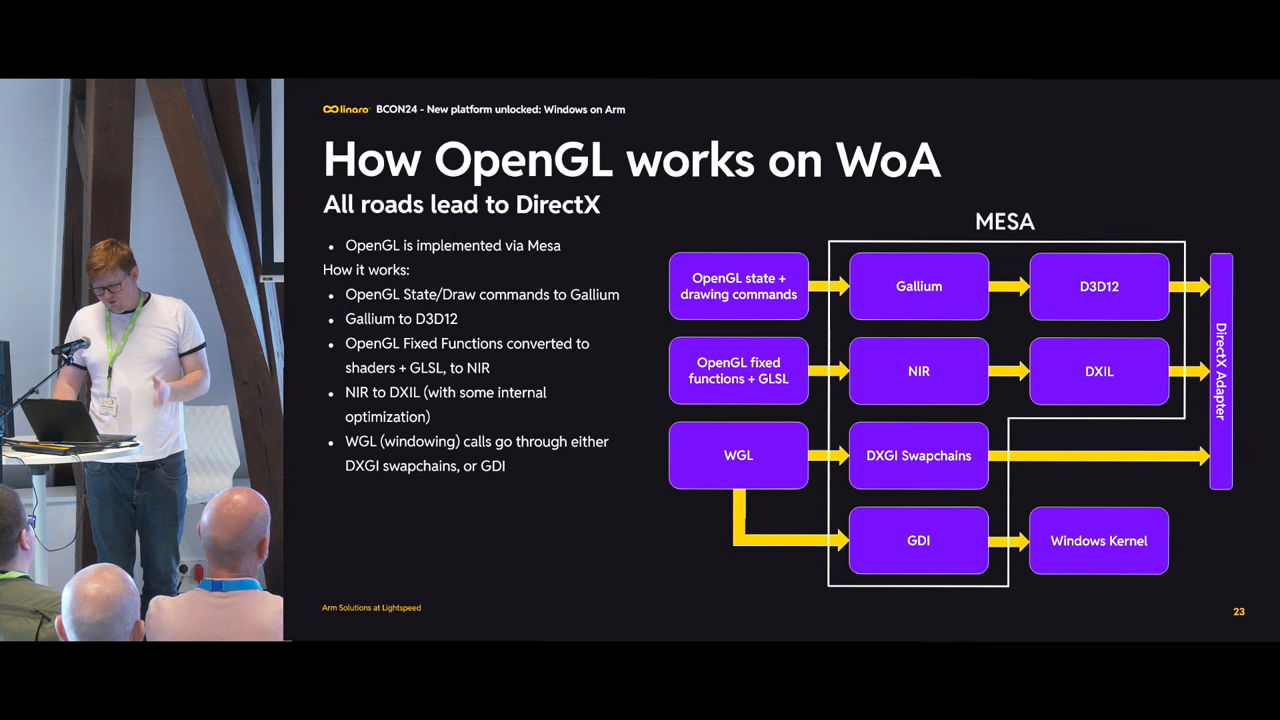 linaro BCON24 - New platform unlocked: Windows on Arm
How OpenGL works on WoA
All roads lead to DirectX
• OpenGL is implemented via Mesa
How it works:
• OpenGL State/Draw commands to Gallium
• Gallium to D3D12
• OpenGL Fixed Functions converted to
shaders + GLSL, to NIR
• NIR to DXIL (with some internal
optimization)
• WGL (windowing) calls go through either
DXGI swapchains, or GDI
MESA
OpenGL state +
drawing commands
Gallium
D3D12
OpenGL fixed
functions + GLSL
NIR
DXIL
WGL
DXGI Swapchains
GDI
Windows Kernel
DirectX Adapter
Arm Solutions at Lightspeed
23